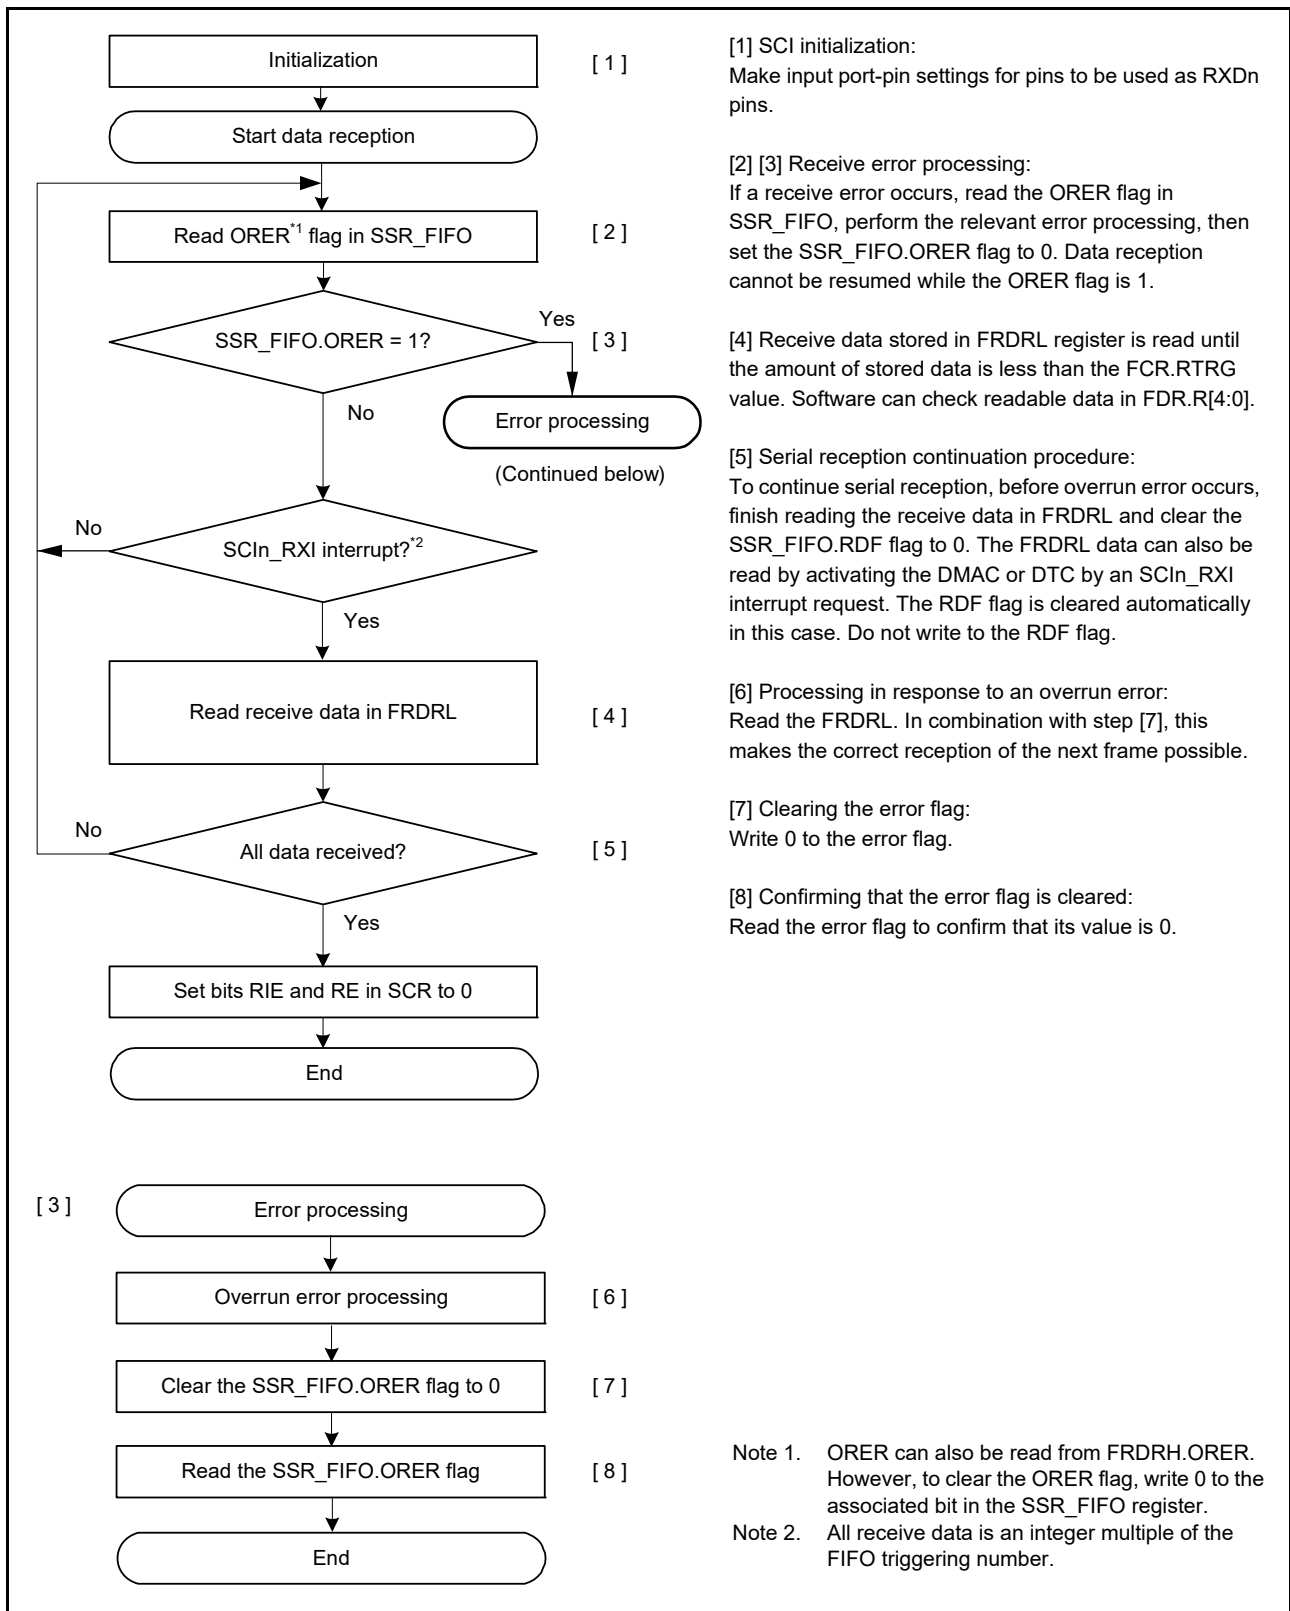 Initialization
[ 1 ]
Start data reception
Read ORER*1 flag in SSR_FIFO
[ 2 ]
SSR_FIFO.ORER = 1?
Yes
[ 3 ]
No
Error processing
(Continued below)
No
SCIn_RXI interrupt?*2
Yes
Read receive data in FRDRL
[ 4 ]
No
All data received?
[ 5 ]
Yes
Set bits RIE and RE in SCR to 0
End
[1] SCI initialization:
Make input port-pin settings for pins to be used as RXDn
pins.
[2] [3] Receive error processing:
If a receive error occurs, read the ORER flag in
SSR_FIFO, perform the relevant error processing, then
set the SSR_FIFO.ORER flag to 0. Data reception
cannot be resumed while the ORER flag is 1.
[4] Receive data stored in FRDRL register is read until
the amount of stored data is less than the FCR.RTRG
value. Software can check readable data in FDR.R[4:0].
[5] Serial reception continuation procedure:
To continue serial reception, before overrun error occurs,
finish reading the receive data in FRDRL and clear the
SSR_FIFO.RDF flag to 0. The FRDRL data can also be
read by activating the DMAC or DTC by an SCIn_RXI
interrupt request. The RDF flag is cleared automatically
in this case. Do not write to the RDF flag.
[6] Processing in response to an overrun error:
Read the FRDRL. In combination with step [7], this
makes the correct reception of the next frame possible.
[7] Clearing the error flag:
Write 0 to the error flag.
[8] Confirming that the error flag is cleared:
Read the error flag to confirm that its value is 0.
[ 3 ]
Error processing
Overrun error processing
[ 6 ]
Clear the SSR_FIFO.ORER flag to 0
[ 7 ]
Read the SSR_FIFO.ORER flag
[ 8 ]
End
Note 1. ORER can also be read from FRDRH.ORER.
However, to clear the ORER flag, write 0 to the
associated bit in the SSR_FIFO register.
Note 2. All receive data is an integer multiple of the
FIFO triggering number.